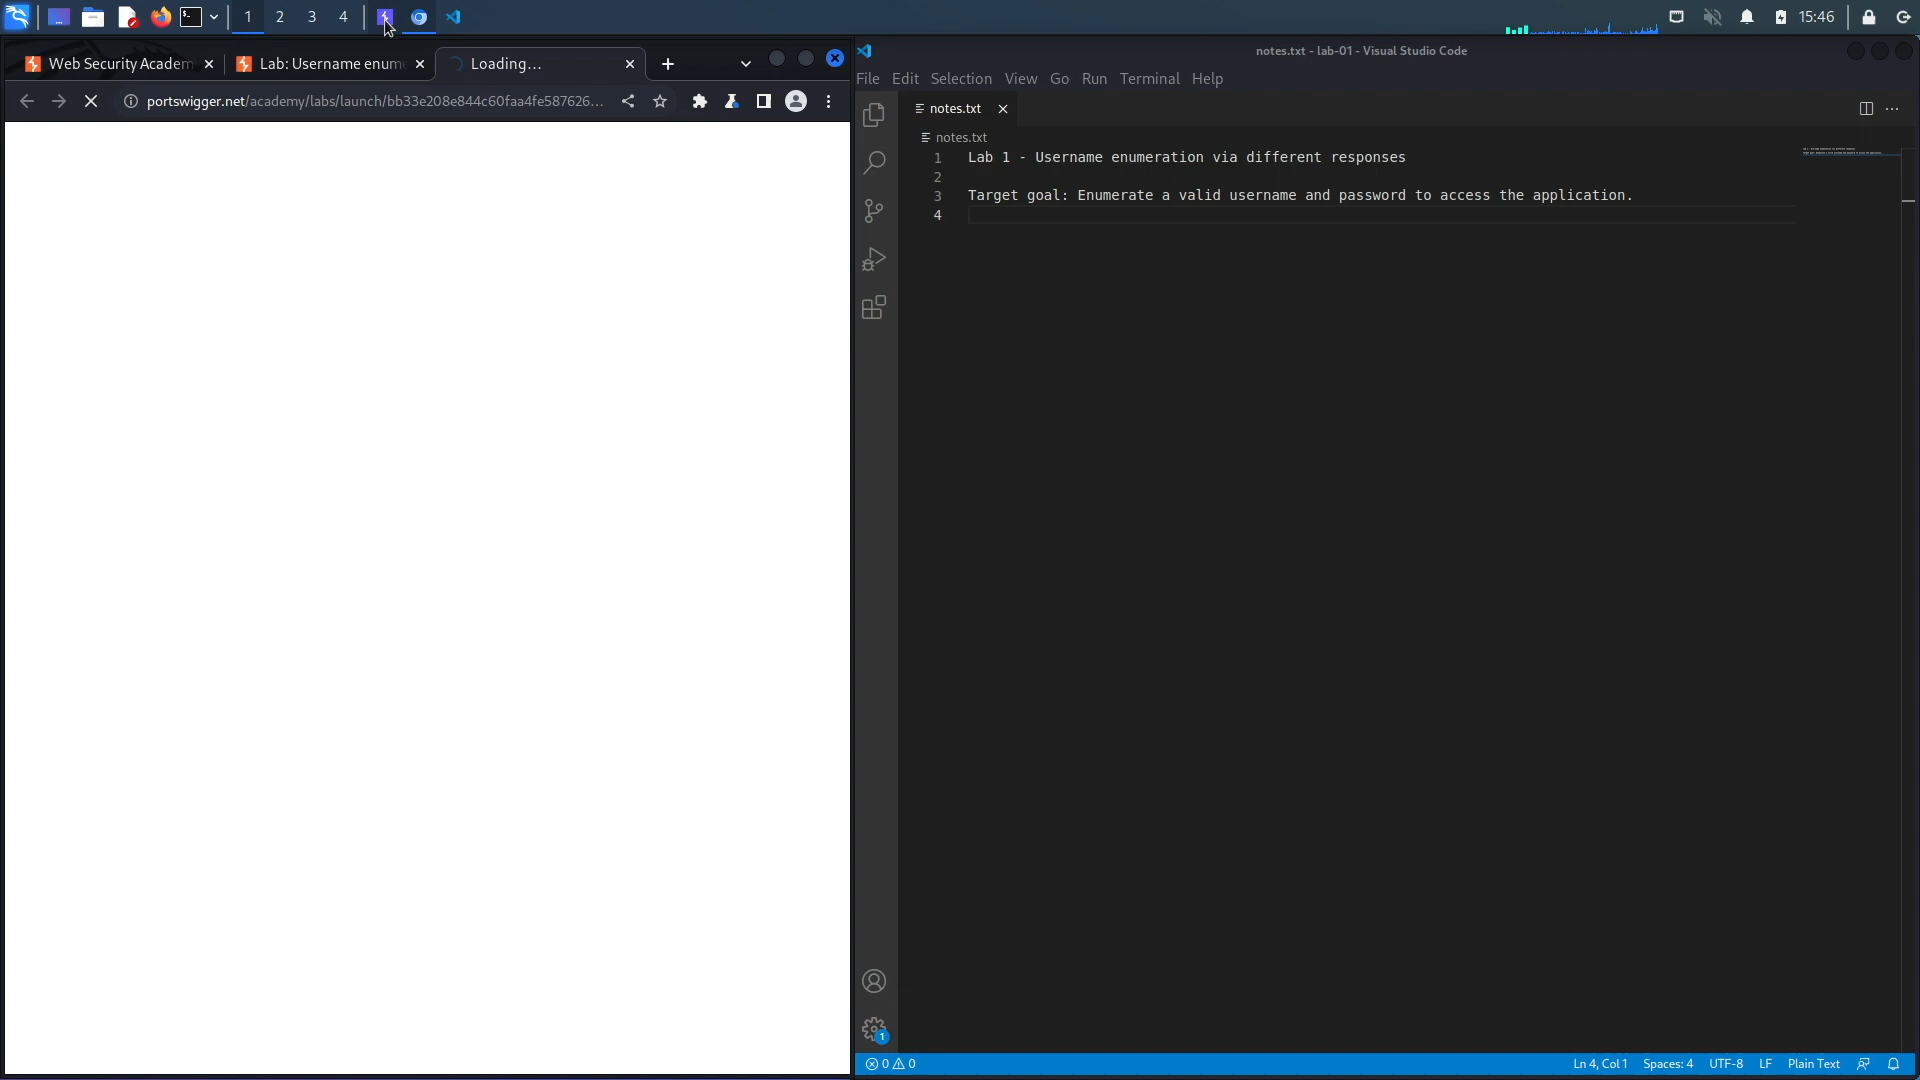 1 2 3 4 15:46
Web Security Academ Lab: Username enume Loading...
portswigger.net/academy/labs/launch/bb33e208e844c60faa4fe587626...
notes.txt - lab-01 - Visual Studio Code
File Edit Selection View Go Run Terminal Help
notes.txt
notes.txt
1 Lab 1 - Username enumeration via different responses
2
3 Target goal: Enumerate a valid username and password to access the application.
4
1
0 0 Ln 4, Col 1 Spaces: 4 UTF-8 LF Plain Text